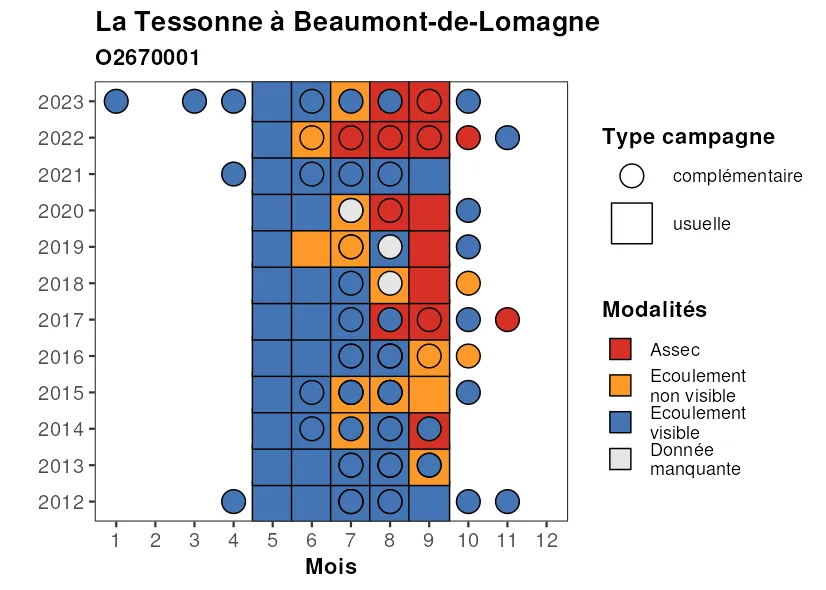 La Tessonne à Beaumont-de-Lomagne
O2670001
2023
2022
2021
2020
2019
2018
2017
2016
2015
2014
2013
2012
1 2 3 4 5 6 7 8 9 10 11 12
Mois
Type campagne
complémentaire
usuelle
Modalités
Assec
Ecoulement
non visible
Ecoulement
visible
Donnée
manquante